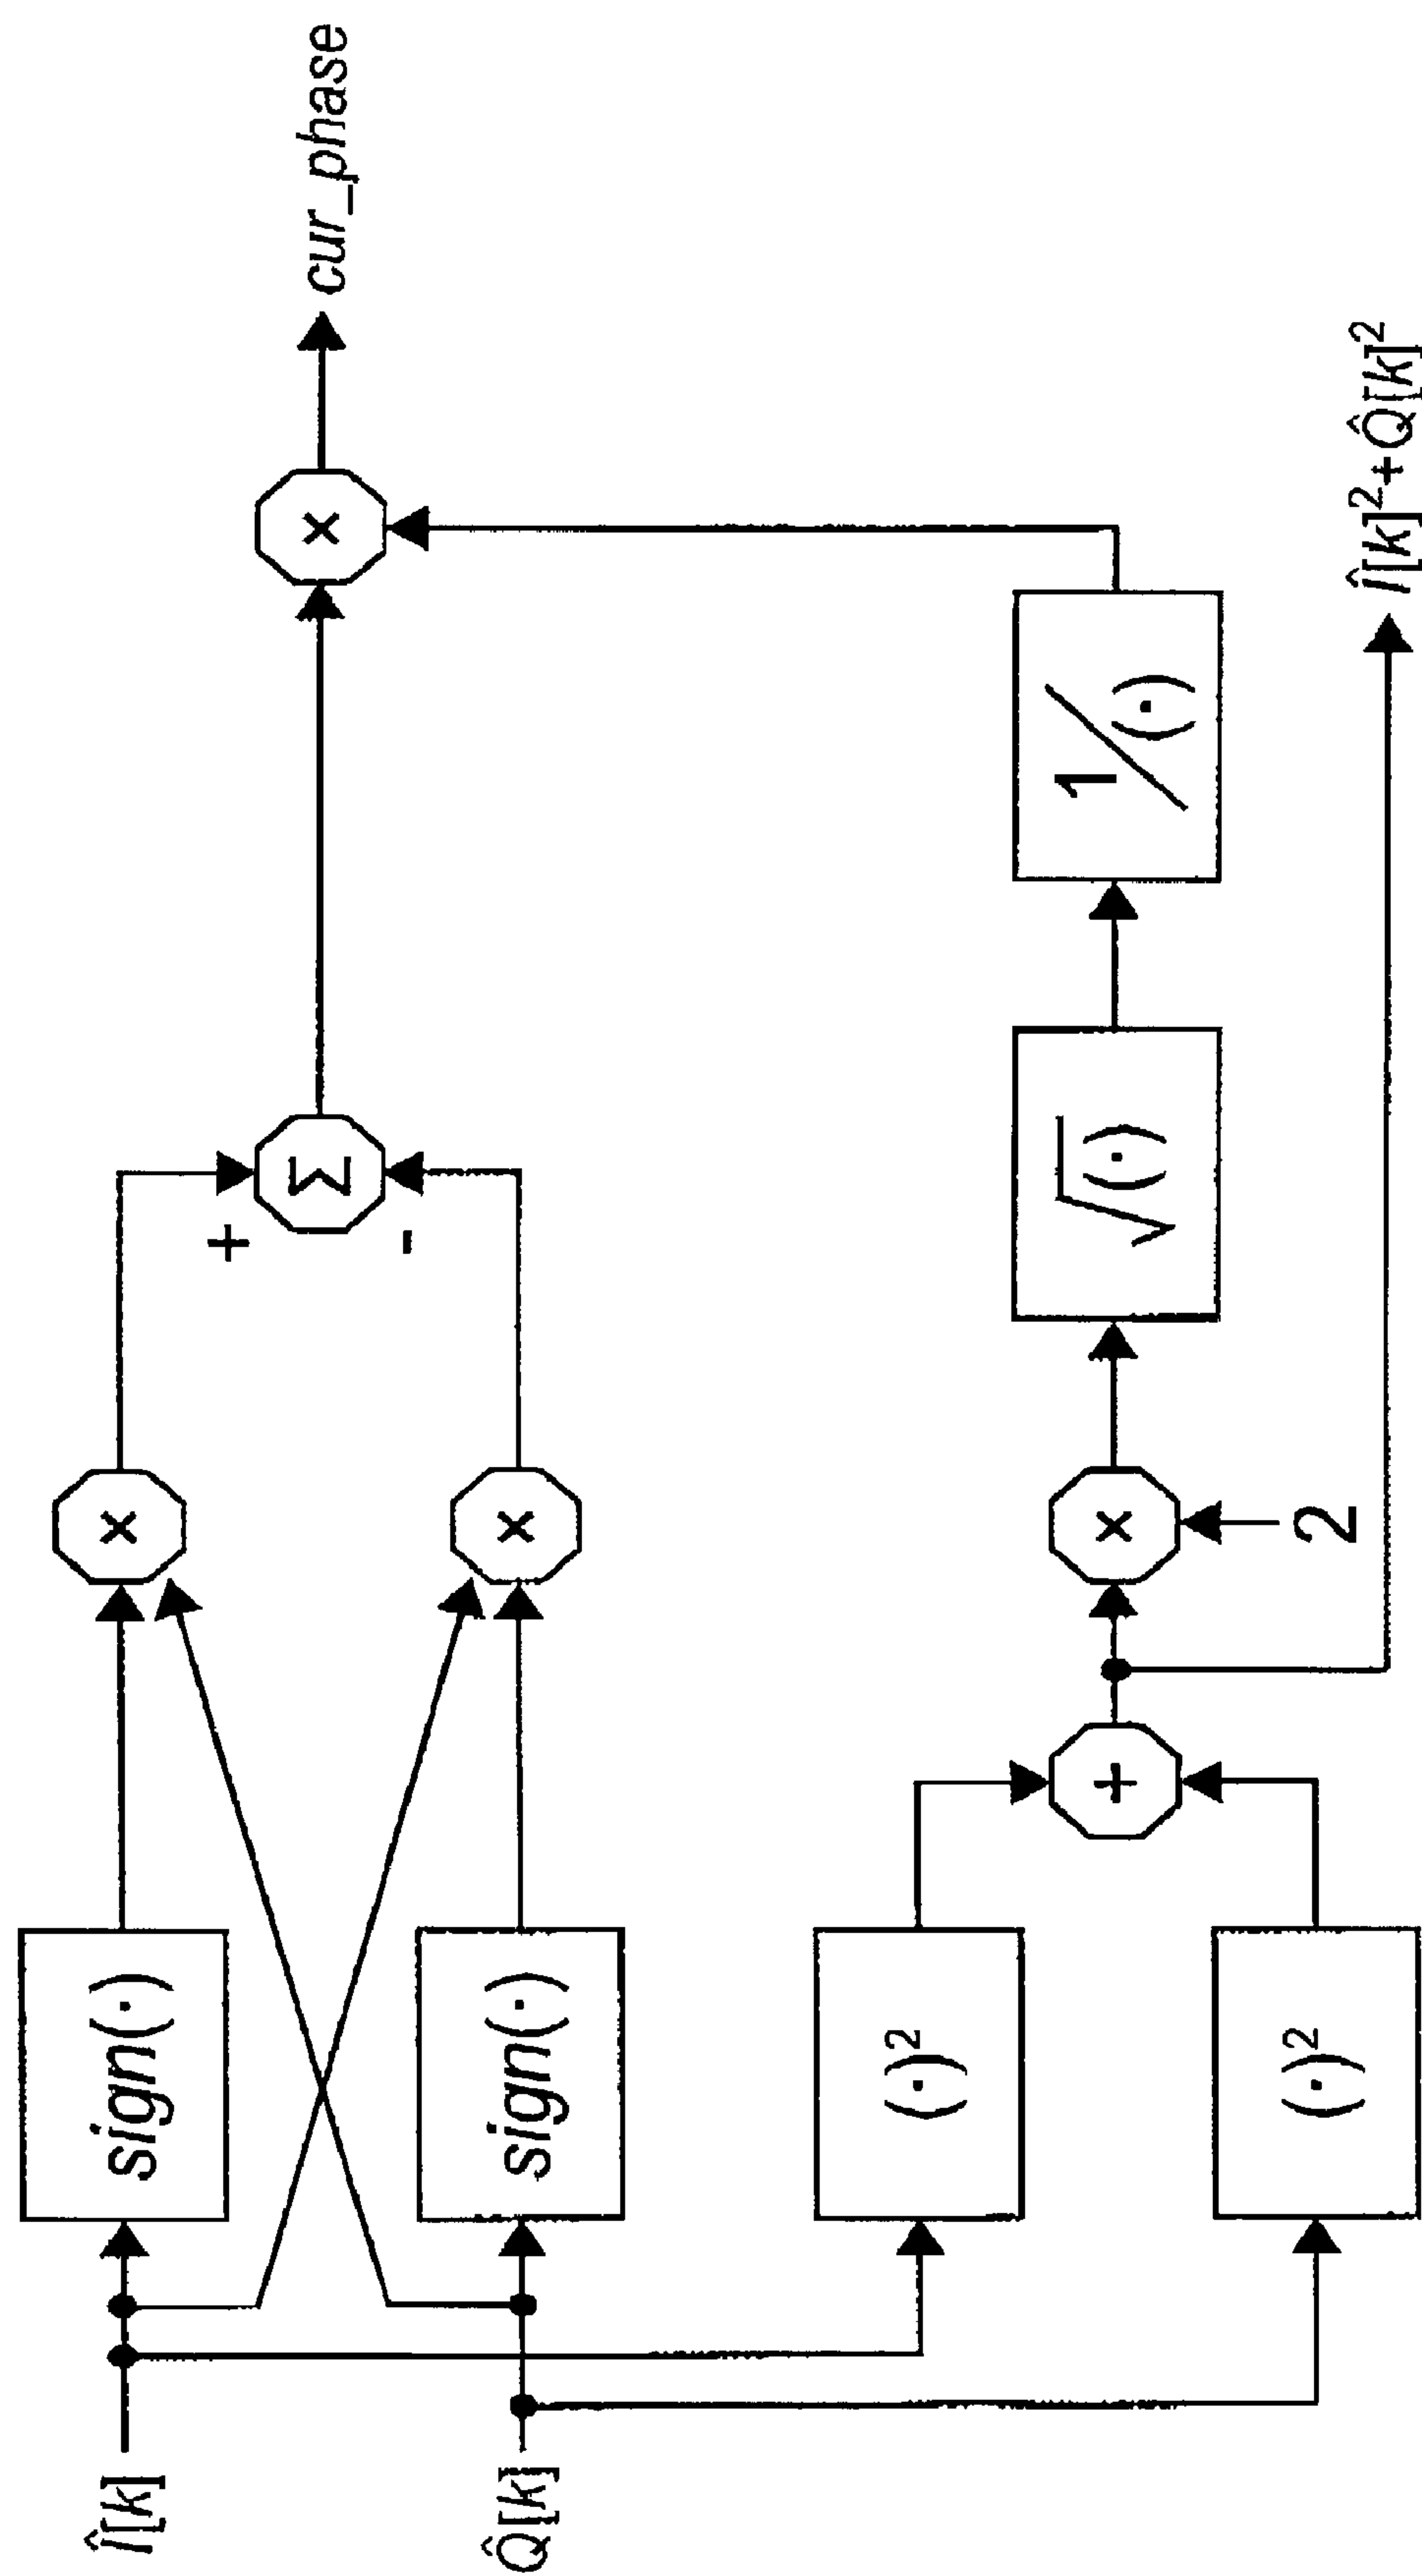 Î[k]
sign(·)
×
+
Σ
×
cur_phase
Q̂[k]
sign(·)
×
-
(·)²
+
×
2
√(·)
1/(·)
(·)²
Î[k]²+Q̂[k]²